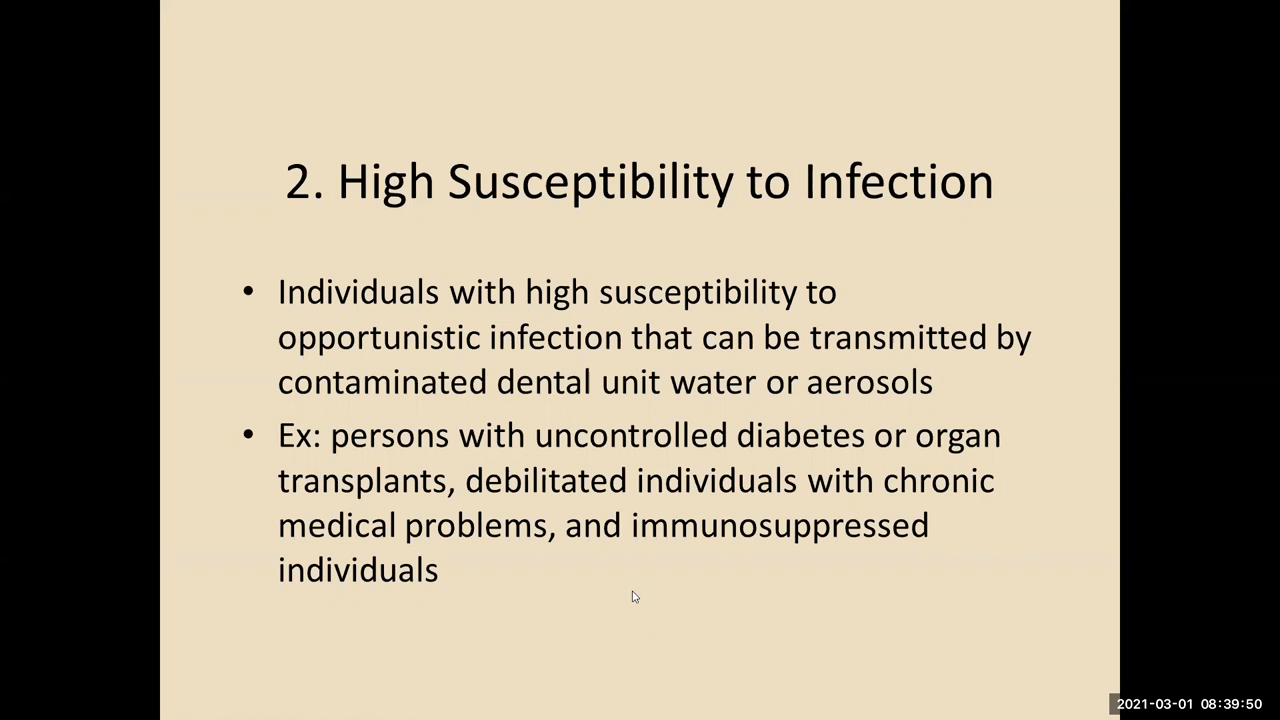 2. High Susceptibility to Infection
• Individuals with high susceptibility to
opportunistic infection that can be transmitted by
contaminated dental unit water or aerosols
• Ex: persons with uncontrolled diabetes or organ
transplants, debilitated individuals with chronic
medical problems, and immunosuppressed
individuals
2021-03-01 08:39:50